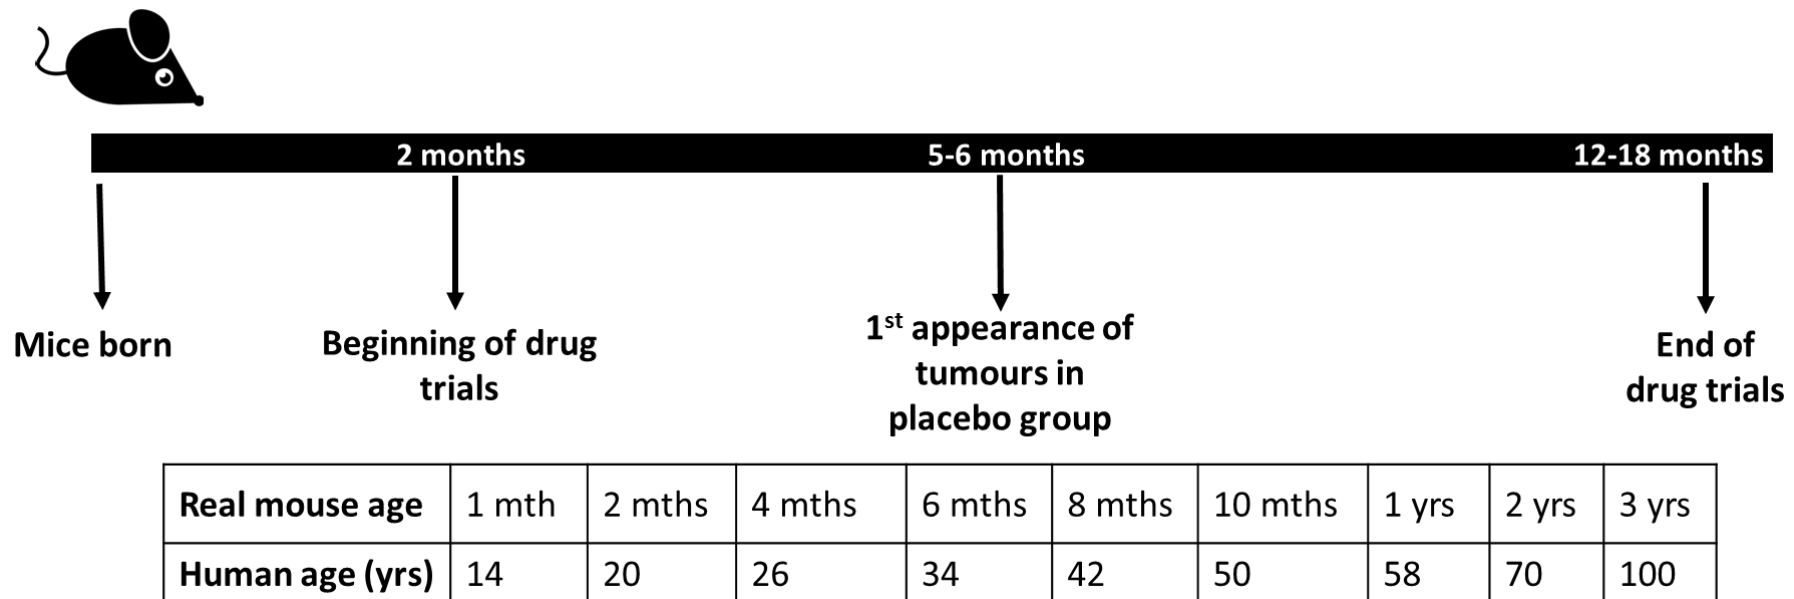 2 months 5-6 months 12-18 months
Mice born
Beginning of drug
trials
1st appearance of
tumours in
placebo group
End of
drug trials
Real mouse age 1 mth 2 mths 4 mths 6 mths 8 mths 10 mths 1 yrs 2 yrs 3 yrs
Human age (yrs) 14 20 26 34 42 50 58 70 100